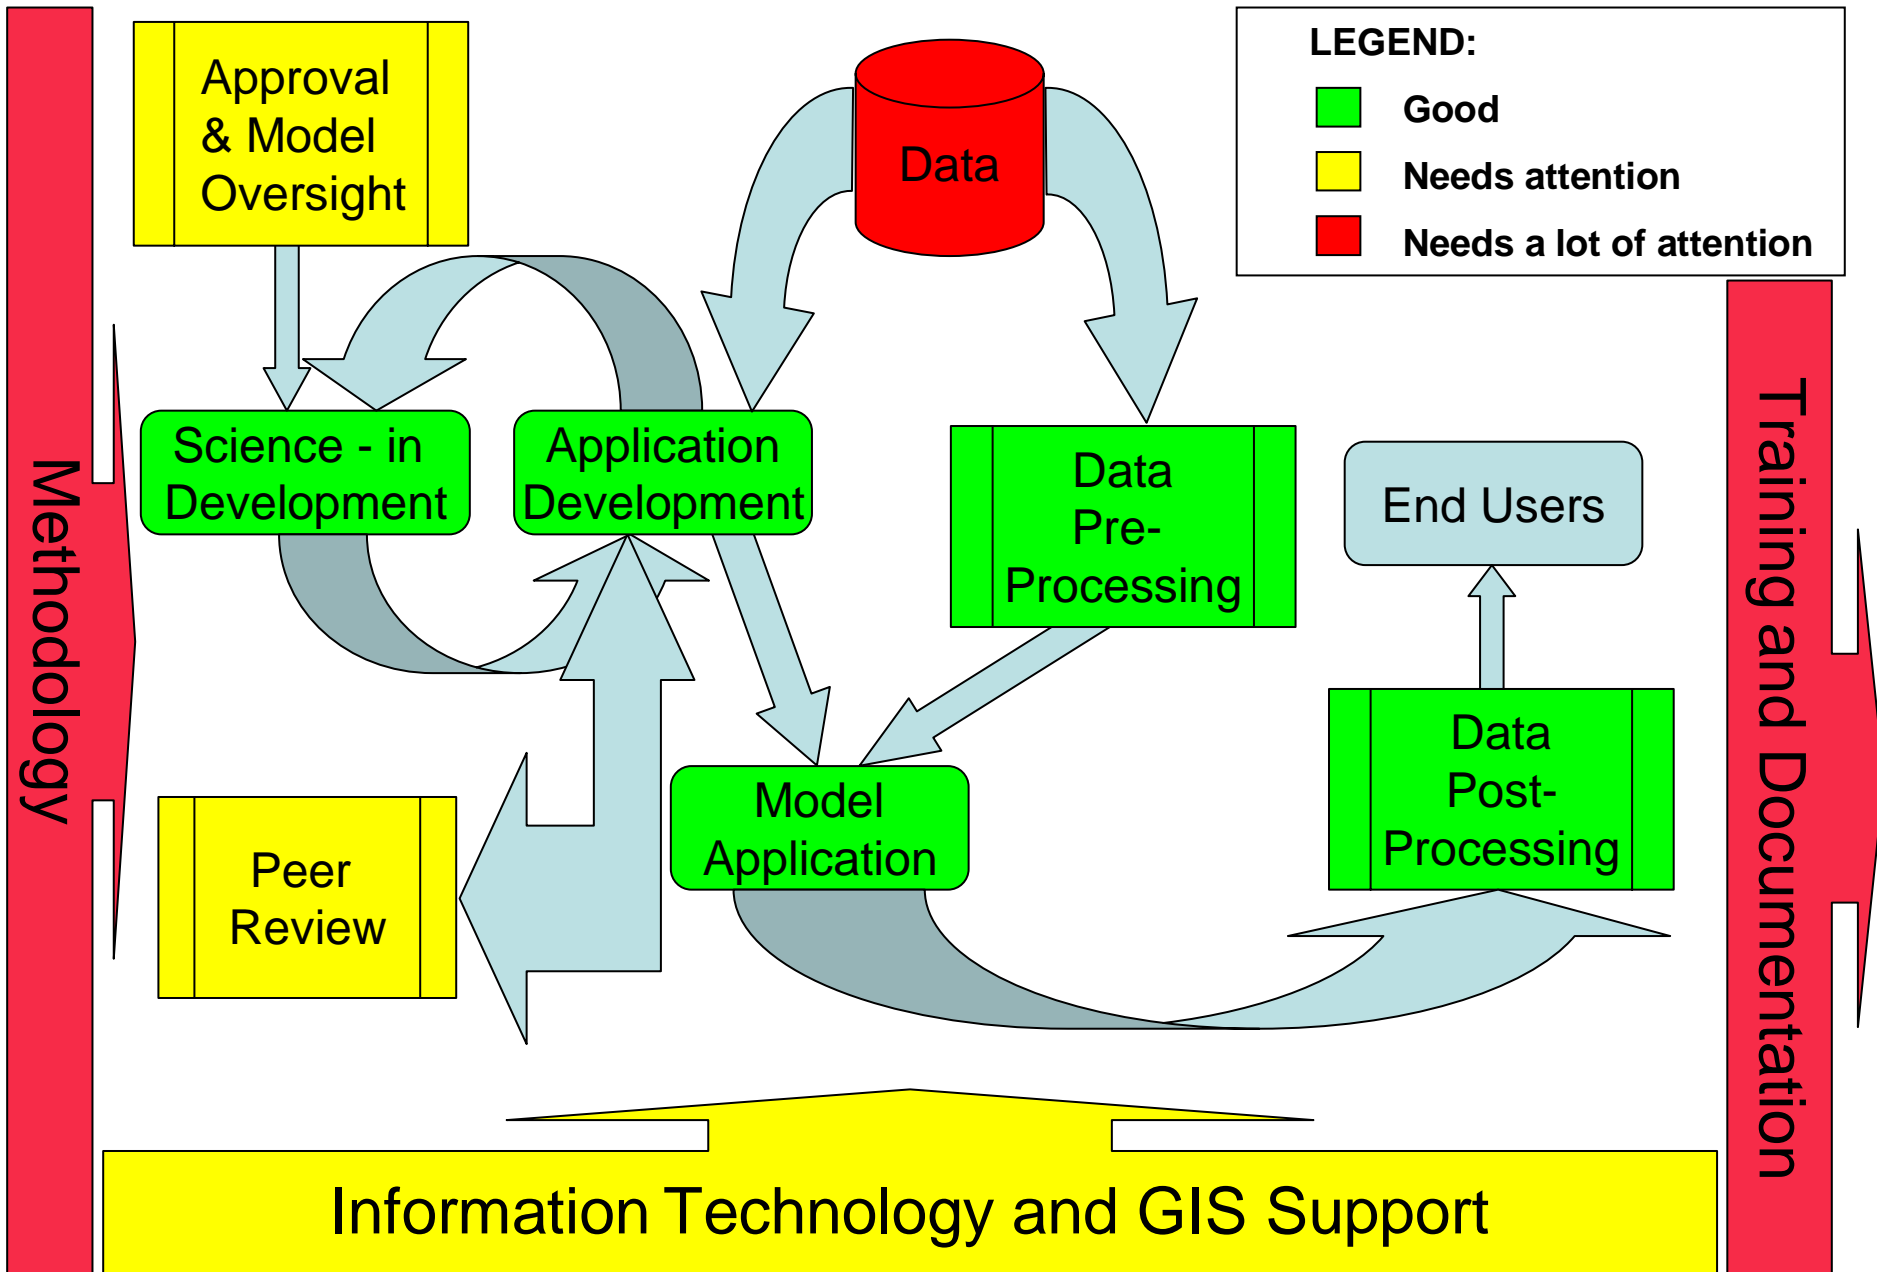 Approval
& Model
Oversight
Data
LEGEND:
Good
Needs attention
Needs a lot of attention
Methodology
Science - in
Development
Application
Development
Data
Pre-
Processing
End Users
Training and Documentation
Peer
Review
Model
Application
Data
Post-
Processing
Information Technology and GIS Support